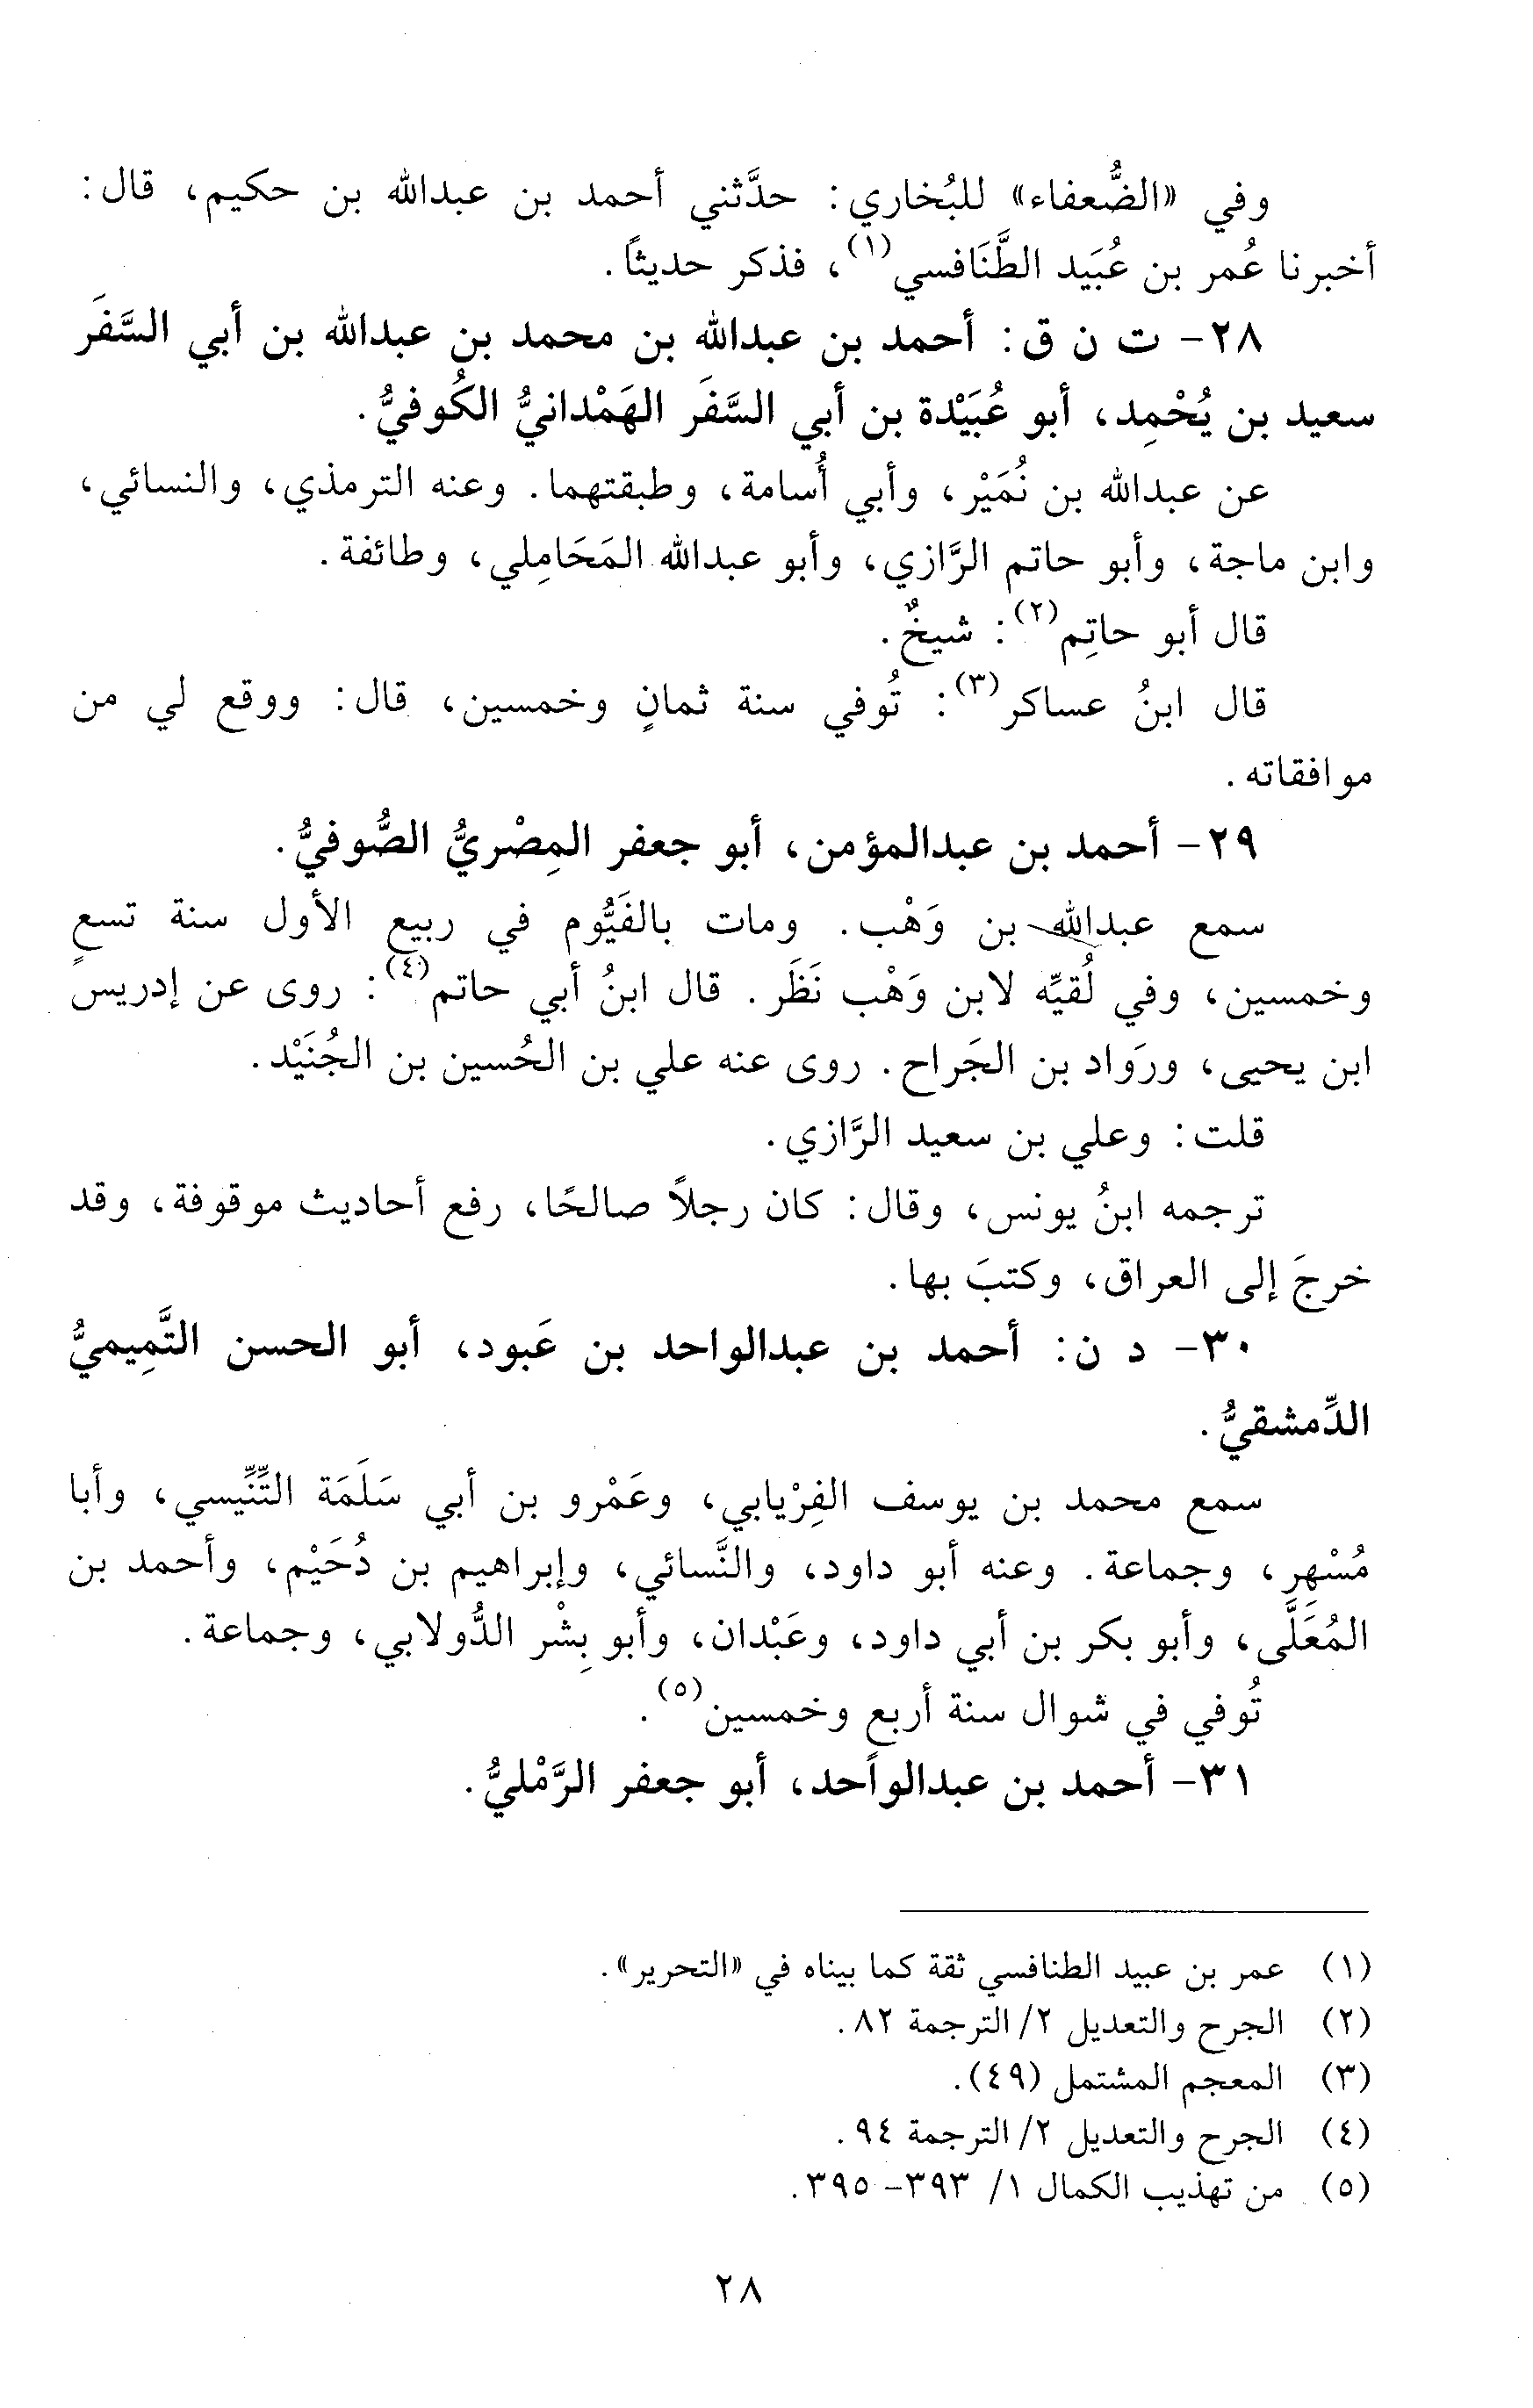 وفي «الضُّعفاء» للبُخاري: حدَّثني أحمد بن عبدالله بن حكيم، قال:
أخبرنا عُمر بن عُبَيد الطَّنَافسي(١)، فذكر حديثاً.
٢٨- ت ن ق: أحمد بن عبدالله بن محمد بن عبدالله بن أبي السَّفَر
سعيد بن يُحْمِد، أبو عُبَيْدة بن أبي السَّفَر الهَمْدانيُّ الكُوفيُّ.
عن عبدالله بن نُمَيْر، وأبي أُسامة، وطبقتهما. وعنه الترمذي، والنسائي،
وابن ماجة، وأبو حاتم الرَّازي، وأبو عبدالله المَحَامِلي، وطائفة.
قال أبو حاتِم(٢): شيخٌ.
قال ابنُ عساكر(٣): تُوفي سنة ثمانٍ وخمسين، قال: ووقع لي من
موافقاته.
٢٩- أحمد بن عبدالمؤمن، أبو جعفر المِصْريُّ الصُّوفيُّ.
سمع عبدالله بن وَهْب. ومات بالفَيُّوم في ربيع الأول سنة تسعٍ
وخمسين، وفي لُقيِّه لابن وَهْب نَظَر. قال ابنُ أبي حاتم(٤): روى عن إدريس
ابن يحيى، ورَواد بن الجَراح. روى عنه علي بن الحُسين بن الجُنَيْد.
قلت: وعلي بن سعيد الرَّازي.
ترجمه ابنُ يونس، وقال: كان رجلاً صالحًا، رفع أحاديث موقوفة، وقد
خرجَ إلى العراق، وكتبَ بها.
٣٠- د ن: أحمد بن عبدالواحد بن عَبود، أبو الحسن التَّمِيميُّ
الدِّمشقيُّ.
سمع محمد بن يوسف الفِرْيابي، وعَمْرو بن أبي سَلَمَة التِّنِّيسي، وأبا
مُسْهِر، وجماعة. وعنه أبو داود، والنَّسائي، وإبراهيم بن دُحَيْم، وأحمد بن
المُعَلَّى، وأبو بكر بن أبي داود، وعَبْدان، وأبو بِشْر الدُّولابي، وجماعة.
تُوفي في شوال سنة أربع وخمسين(٥).
٣١- أحمد بن عبدالواحد، أبو جعفر الرَّمْليُّ.
(١) عمر بن عبيد الطنافسي ثقة كما بيناه في «التحرير».
(٢) الجرح والتعديل ٢/ الترجمة ٨٢.
(٣) المعجم المشتمل (٤٩).
(٤) الجرح والتعديل ٢/ الترجمة ٩٤.
(٥) من تهذيب الكمال ١/ ٣٩٣- ٣٩٥.
٢٨